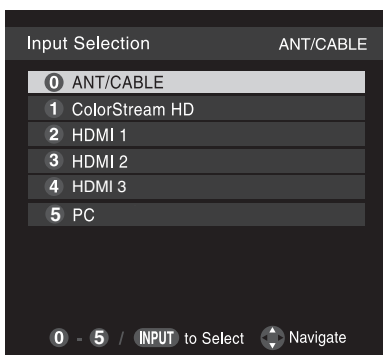 Input Selection ANT/CABLE
0 ANT/CABLE
1 ColorStream HD
2 HDMI 1
3 HDMI 2
4 HDMI 3
5 PC
0 - 5 / INPUT to Select Navigate